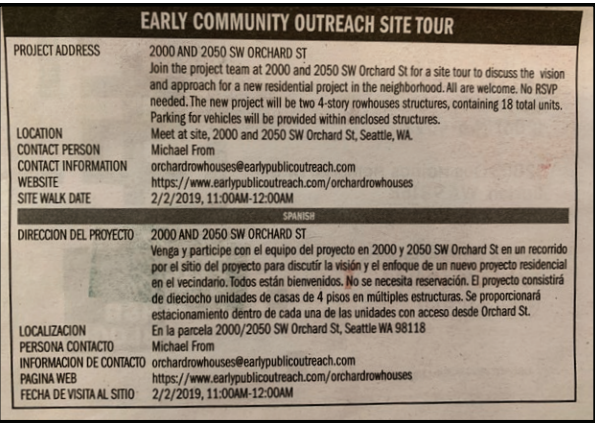 EARLY COMMUNITY OUTREACH SITE TOUR
PROJECT ADDRESS 2000 AND 2050 SW ORCHARD ST
Join the project team at 2000 and 2050 SW Orchard St for a site tour to discuss the vision
and approach for a new residential project in the neighborhood. All are welcome. No RSVP
needed. The new project will be two 4-story rowhouses structures, containing 18 total units.
Parking for vehicles will be provided within enclosed structures.
LOCATION Meet at site, 2000 and 2050 SW Orchard St, Seattle, WA.
CONTACT PERSON Michael From
CONTACT INFORMATION orchardrowhouses@earlypublicoutreach.com
WEBSITE https://www.earlypublicoutreach.com/orchardrowhouses
SITE WALK DATE 2/2/2019, 11:00AM-12:00AM
SPANISH
DIRECCION DEL PROYECTO 2000 AND 2050 SW ORCHARD ST
Venga y participe con el equipo del proyecto en 2000 y 2050 SW Orchard St en un recorrido
por el sitio del proyecto para discutír la visión y el enfoque de un nuevo proyecto residencial
en el vecindario. Todos están bienvenidos. No se necesita reservación. El proyecto consistirá
de dieciocho unidades de casas de 4 pisos en múltiples estructuras. Se proporcionará
estacionamiento dentro de cada una de las unidades con acceso desde Orchard St.
LOCALIZACION En la parcela 2000/2050 SW Orchard St, Seattle WA 98118
PERSONA CONTACTO Michael From
INFORMACION DE CONTACTO orchardrowhouses@earlypublicoutreach.com
PAGINA WEB https://www.earlypublicoutreach.com/orchardrowhouses
FECHA DE VISITA AL SITIO 2/2/2019, 11:00AM-12:00AM